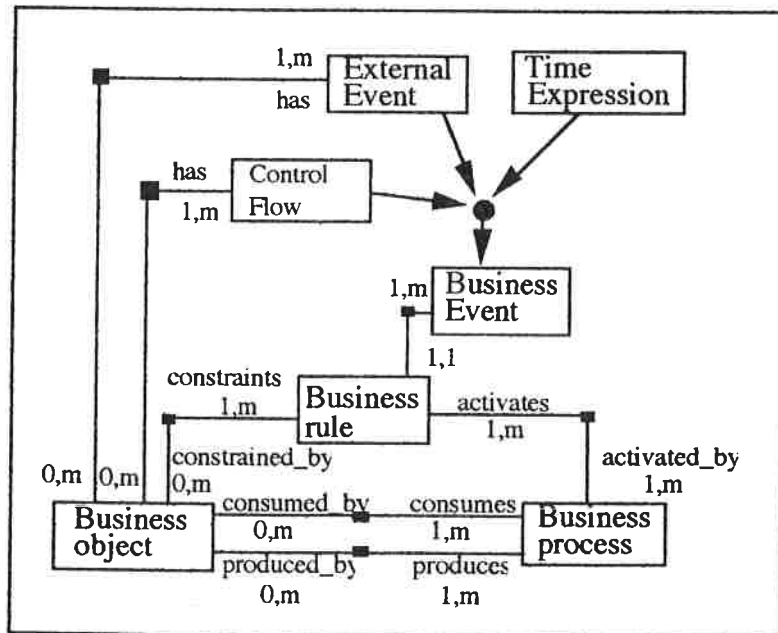 1,m
has
External
Event
Time
Expression
has
1,m
Control
Flow
1,m
Business
Event
1,1
constraints
1,m
Business
rule
activates
1,m
constrained_by
0,m
0,m
0,m
activated_by
1,m
Business
object
consumed_by
0,m
consumes
1,m
Business
process
produced_by
0,m
produces
1,m